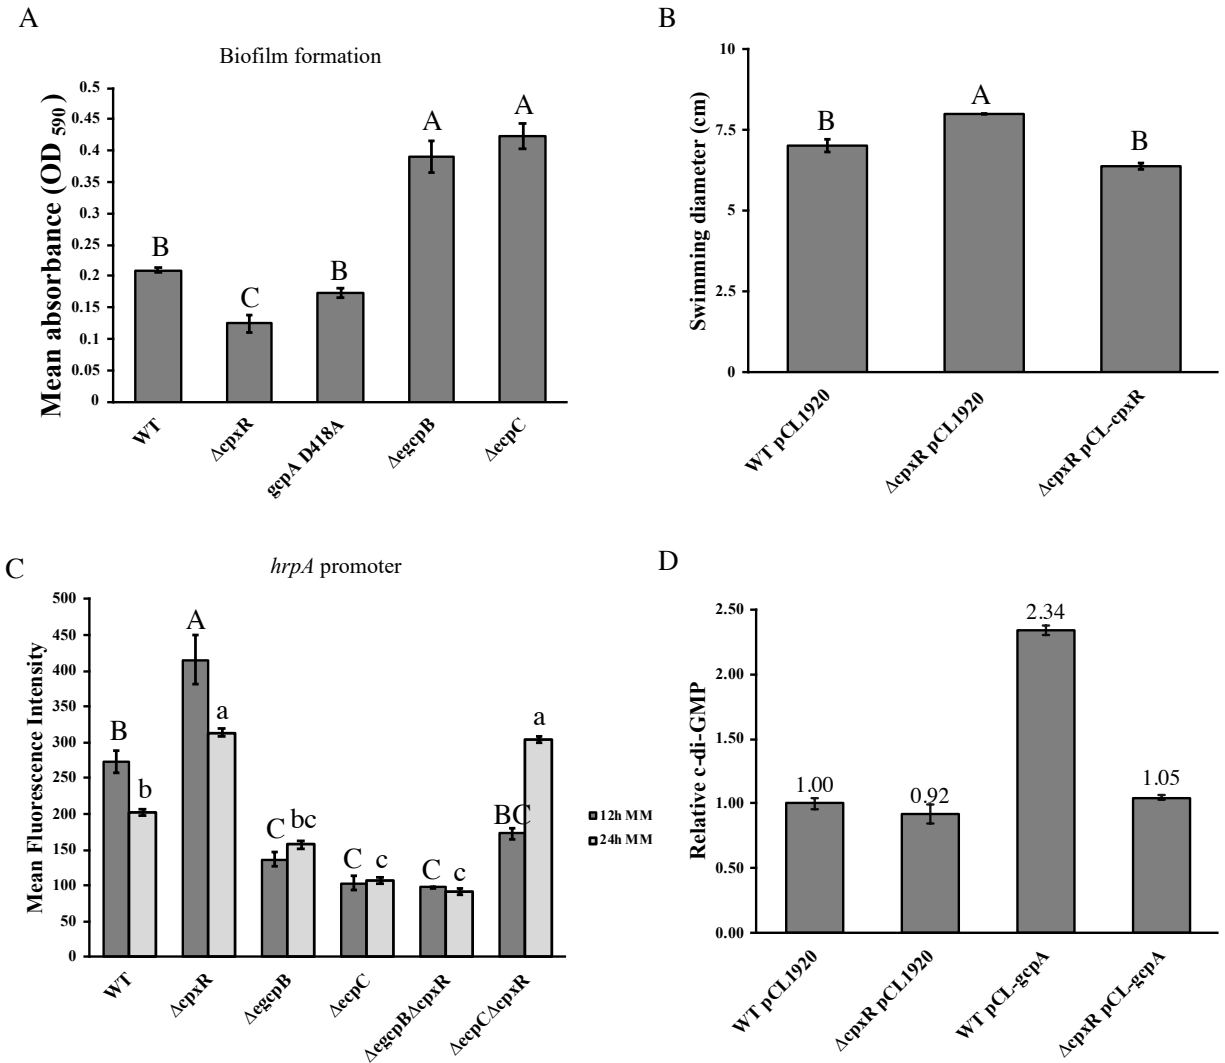 A
Biofilm formation
Mean absorbance (OD 590)
0.5
0.45
0.4
0.35
0.3
0.25
0.2
0.15
0.1
0.05
0
B
C
B
A
A
WT
ΔcpxR
gcpA D418A
ΔegcpB
ΔecpC
B
Swimming diameter (cm)
10
7.5
5
2.5
0
B
A
B
WT pCL1920
ΔcpxR pCL1920
ΔcpxR pCL-cpxR
C
hrpA promoter
Mean Fluorescence Intensity
500
450
400
350
300
250
200
150
100
50
0
B
b
A
a
C
bc
C
c
C
c
BC
a
12h MM
24h MM
WT
ΔcpxR
ΔegcpB
ΔecpC
ΔegcpBΔcpxR
ΔecpCΔcpxR
D
Relative c-di-GMP
2.50
2.00
1.50
1.00
0.50
0.00
1.00
0.92
2.34
1.05
WT pCL1920
ΔcpxR pCL1920
WT pCL-gcpA
ΔcpxR pCL-gcpA